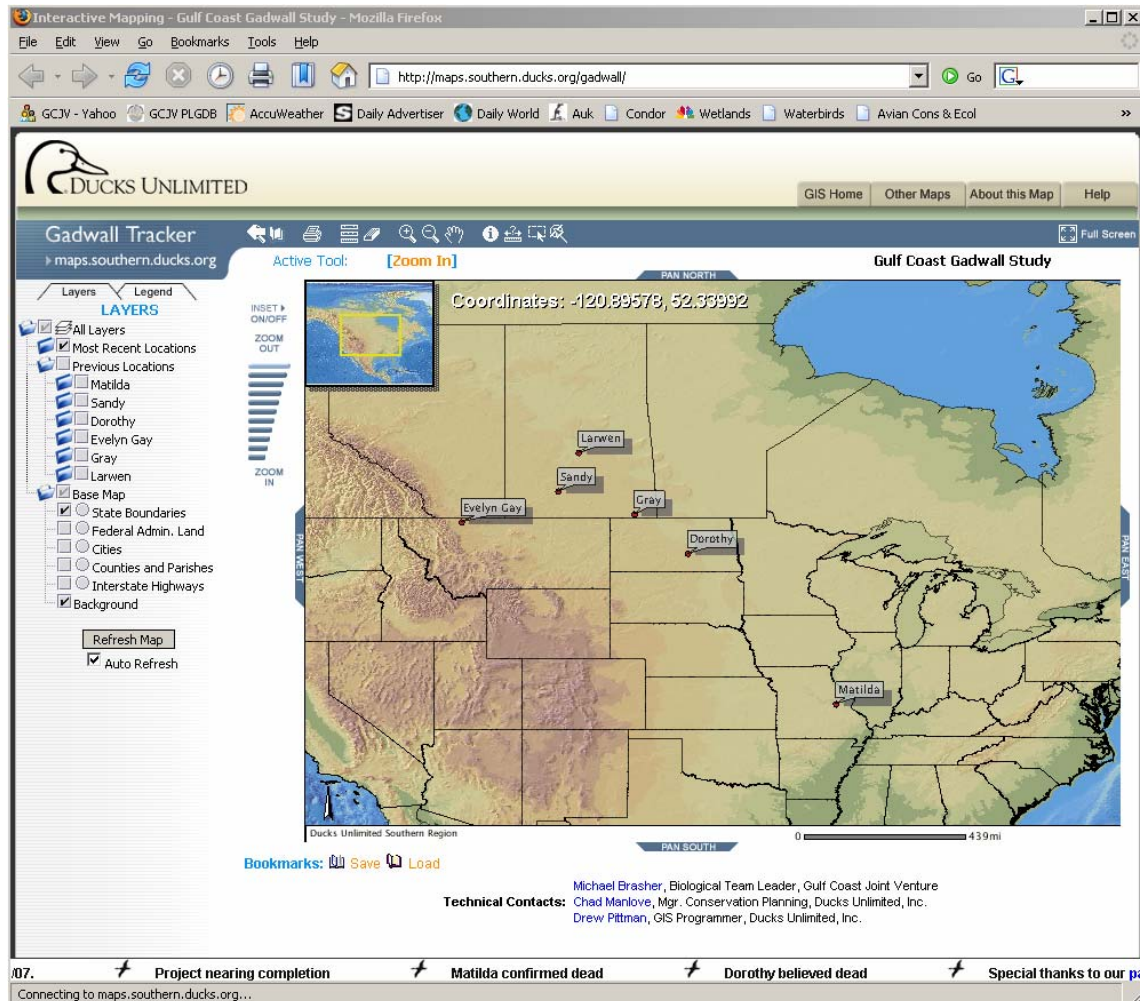 Interactive Mapping - Gulf Coast Gadwall Study - Mozilla Firefox
File Edit View Go Bookmarks Tools Help
http://maps.southern.ducks.org/gadwall/ Go
GCJV - Yahoo GCJV PLGDB AccuWeather Daily Advertiser Daily World Auk Condor Wetlands Waterbirds Avian Cons & Ecol »
DUCKS UNLIMITED
GIS Home Other Maps About this Map Help
Gadwall Tracker
maps.southern.ducks.org
Full Screen
Active Tool: [Zoom In]
Gulf Coast Gadwall Study
PAN NORTH
Layers Legend
LAYERS
All Layers
Most Recent Locations
Previous Locations
Matilda
Sandy
Dorothy
Evelyn Gay
Gray
Larwen
Base Map
State Boundaries
Federal Admin. Land
Cities
Counties and Parishes
Interstate Highways
Background
Refresh Map
Auto Refresh
INSET
ON/OFF
ZOOM
OUT
ZOOM
IN
Coordinates: -120.89578, 52.33992
Larwen
Sandy
Gray
Evelyn Gay
Dorothy
Matilda
PAN WEST
PAN EAST
Ducks Unlimited Southern Region
0 439mi
PAN SOUTH
Bookmarks: Save Load
Technical Contacts:
Michael Brasher, Biological Team Leader, Gulf Coast Joint Venture
Chad Manlove, Mgr. Conservation Planning, Ducks Unlimited, Inc.
Drew Pittman, GIS Programmer, Ducks Unlimited, Inc.
/07. Project nearing completion Matilda confirmed dead Dorothy believed dead Special thanks to our pa
Connecting to maps.southern.ducks.org...